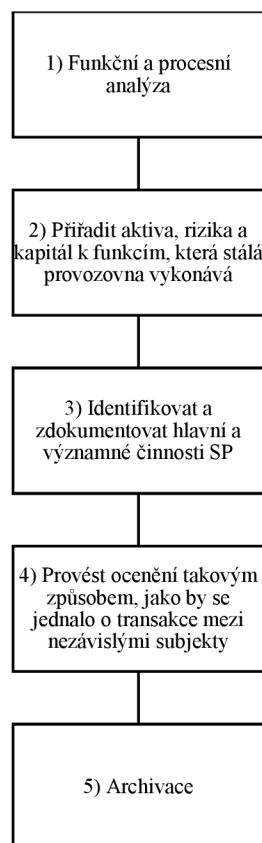 1) Funkční a procesní
analýza
2) Přiřadit aktiva, rizika a
kapitál k funkcím, která stálá
provozovna vykonává
3) Identifikovat a
zdokumentovat hlavní a
významné činnosti SP
4) Provést ocenění takovým
způsobem, jako by se
jednalo o transakce mezi
nezávislými subjekty
5) Archivace